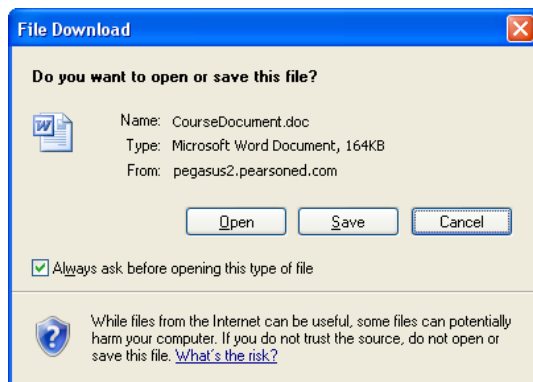 File Download
Do you want to open or save this file?
Name: CourseDocument.doc
Type: Microsoft Word Document, 164KB
From: pegasus2.pearsoned.com
Open Save Cancel
Always ask before opening this type of file
While files from the Internet can be useful, some files can potentially
harm your computer. If you do not trust the source, do not open or
save this file. What's the risk?